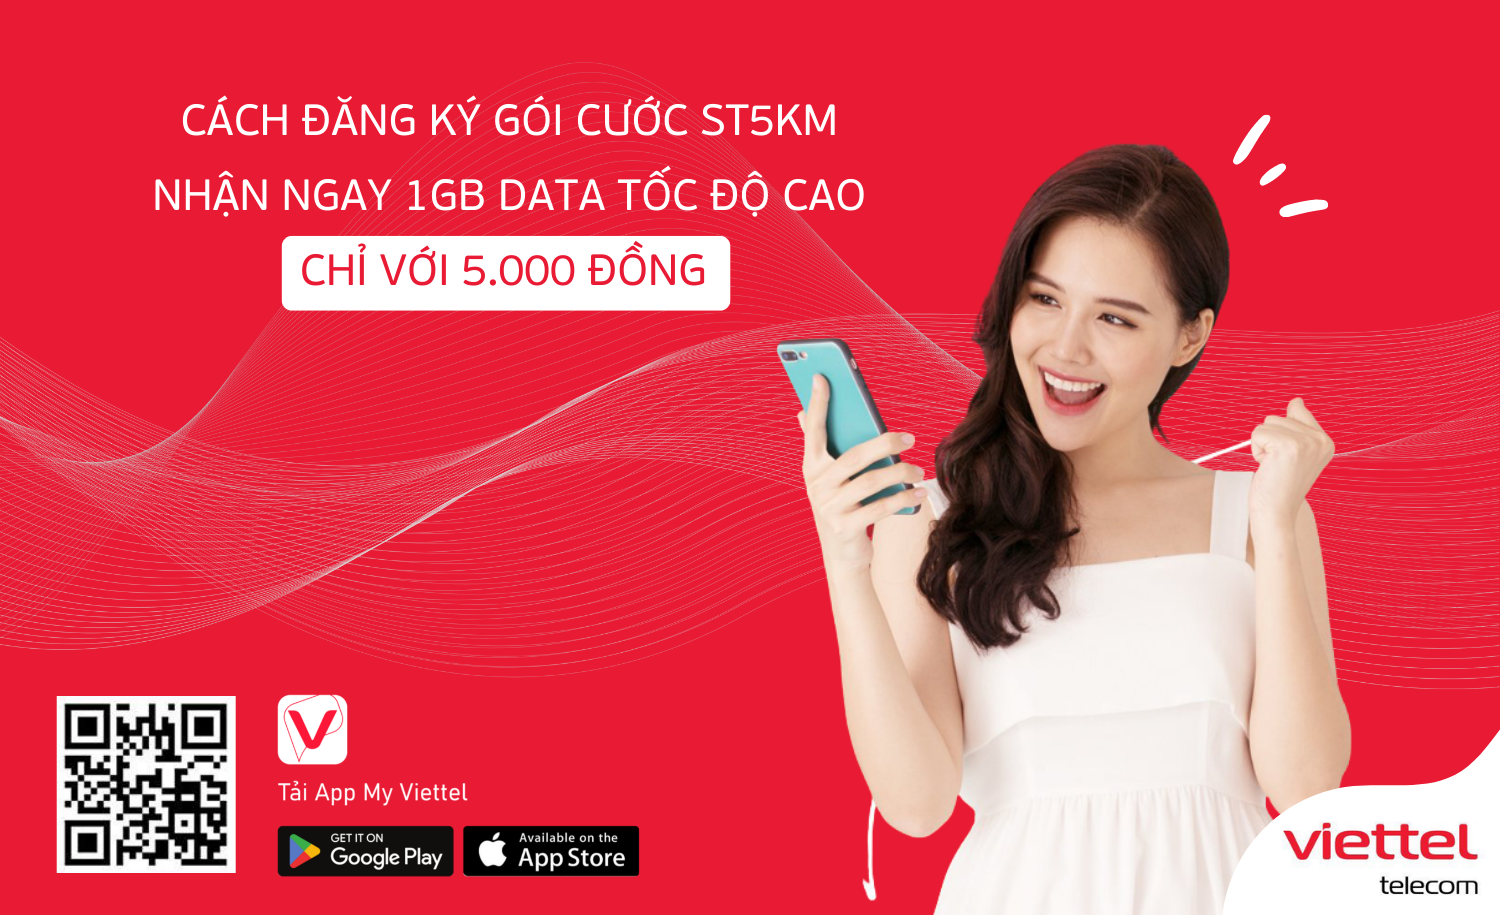 CÁCH ĐĂNG KÝ GÓI CƯỚC ST5KM
NHẬN NGAY 1GB DATA TỐC ĐỘ CAO
CHỈ VỚI 5.000 ĐỒNG
Tải App My Viettel
GET IT ON
Google Play
Available on the
App Store
viettel
telecom